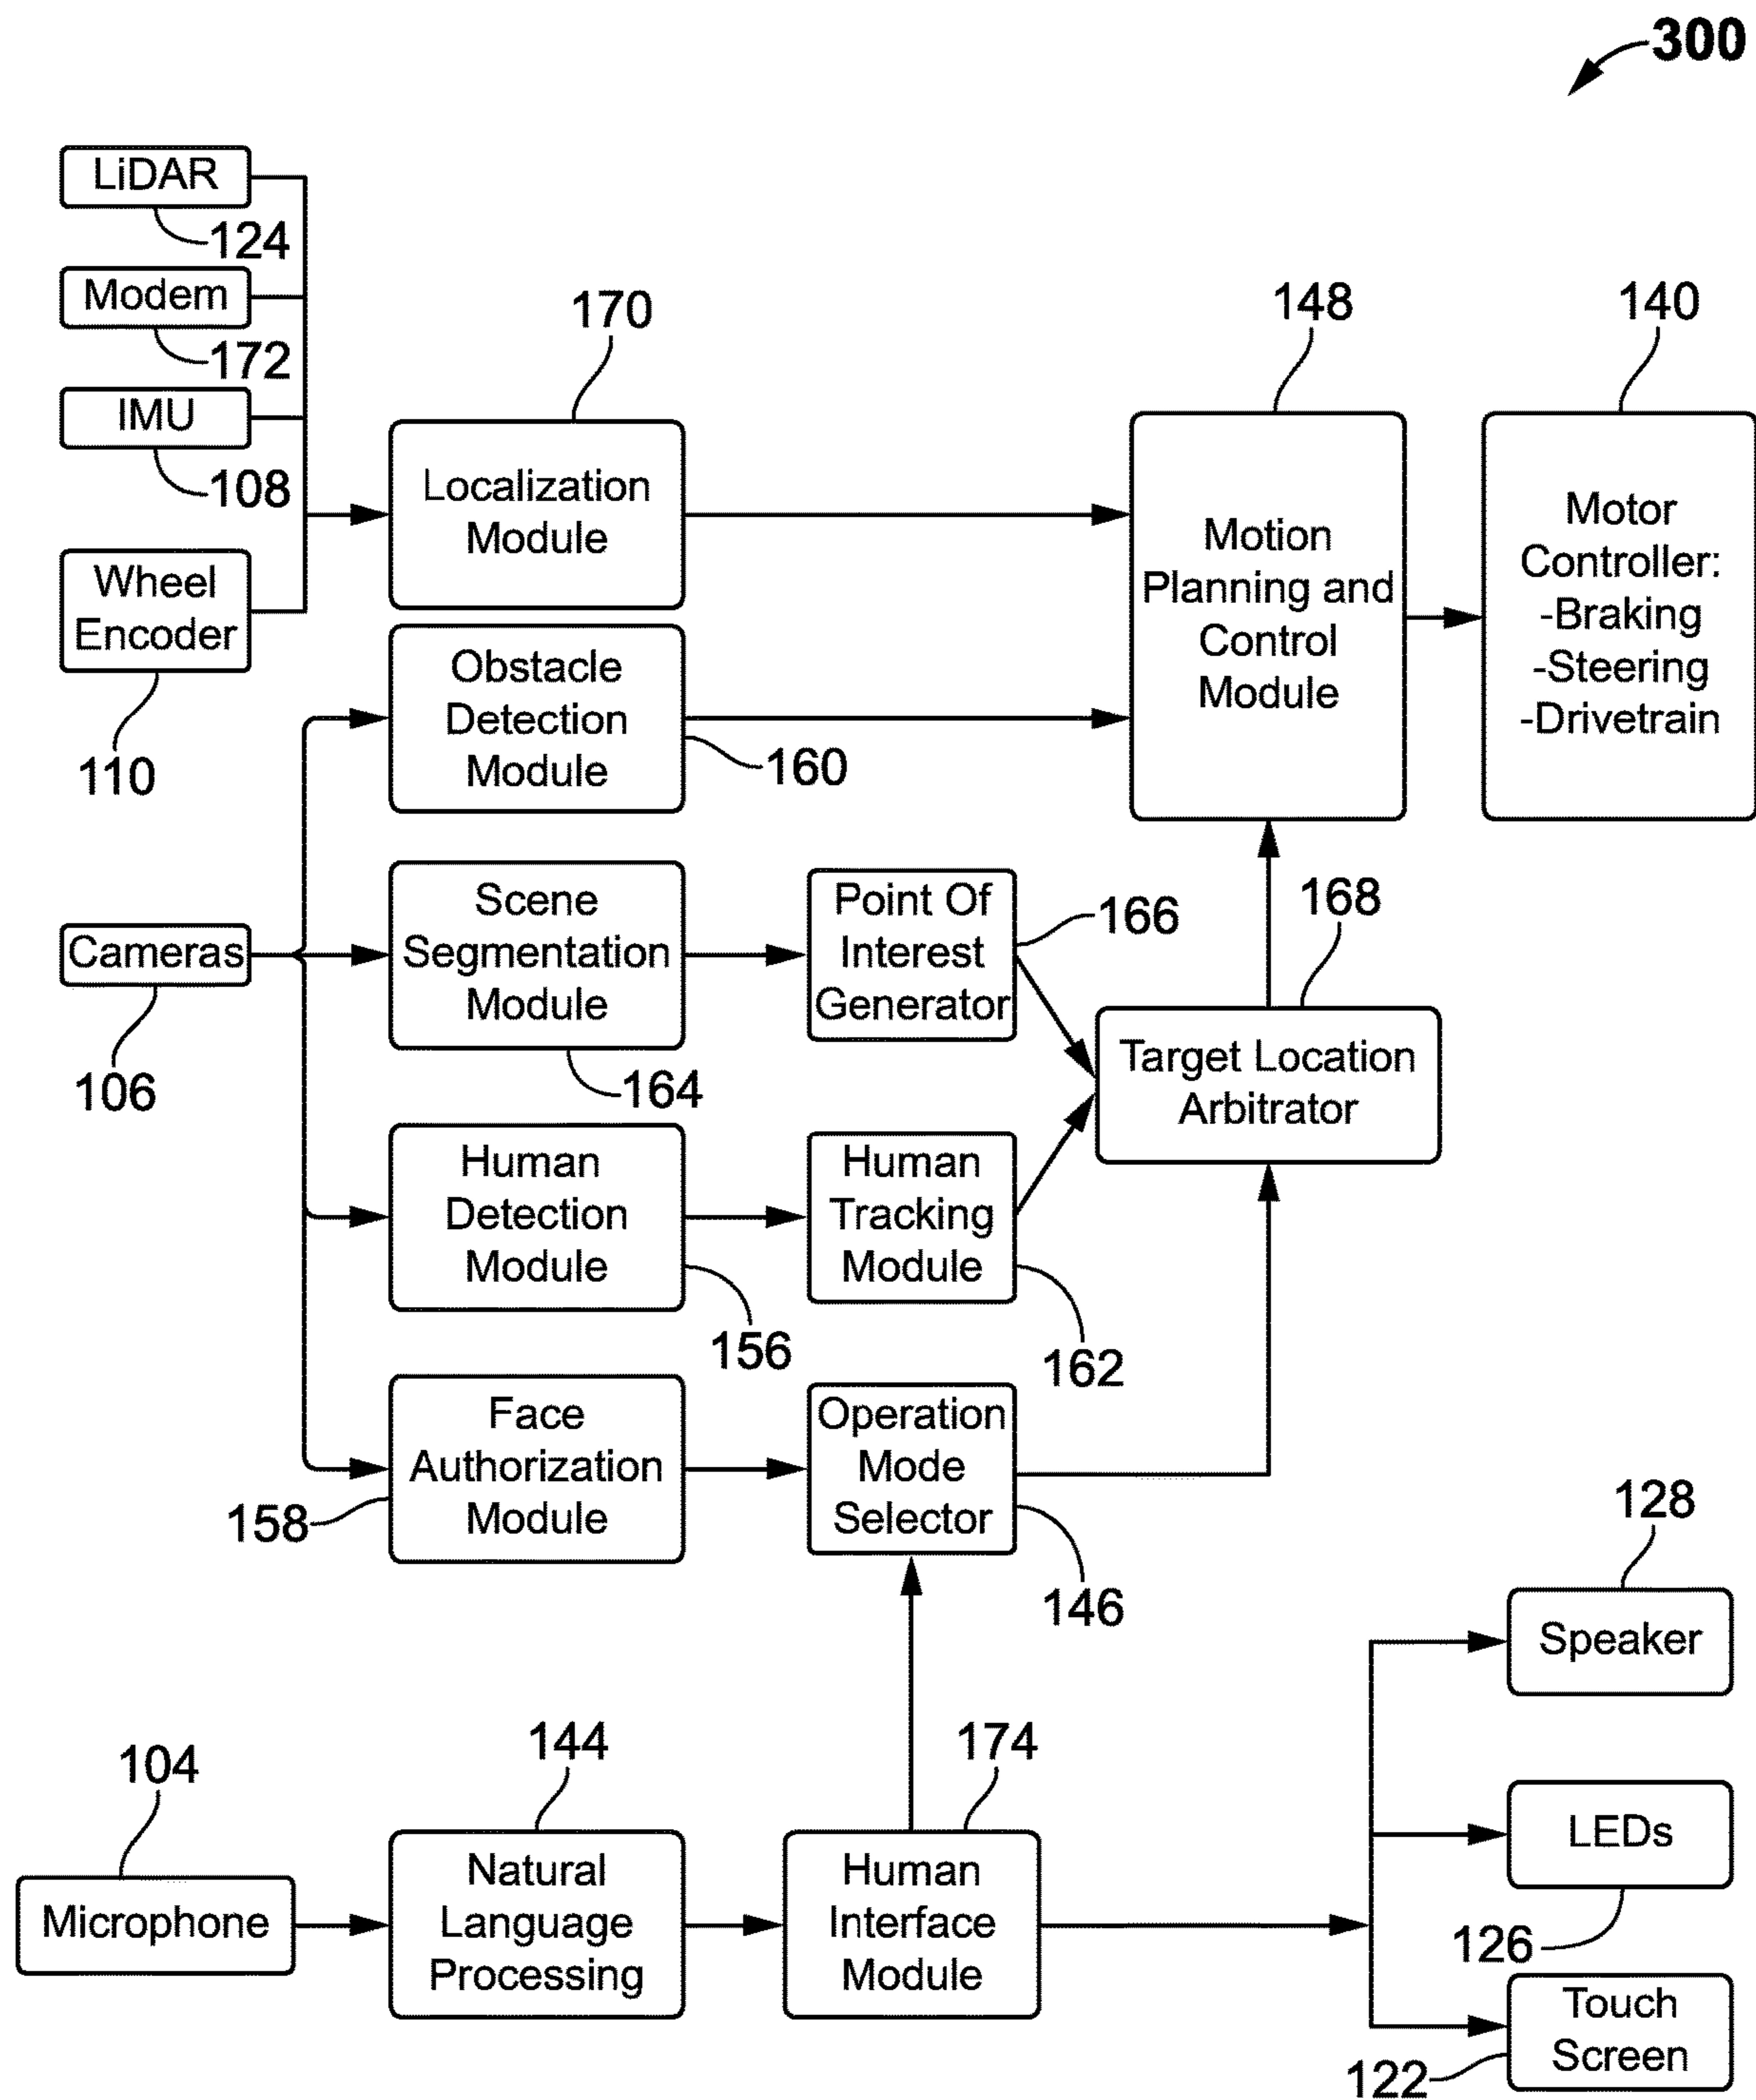 300
LiDAR
124
Modem
172
IMU
108
Wheel
Encoder
110
170
Localization
Module
148
Motion
Planning and
Control
Module
140
Motor
Controller:
-Braking
-Steering
-Drivetrain
Obstacle
Detection
Module
160
Cameras
106
Scene
Segmentation
Module
164
Point Of
Interest
Generator
166
168
Target Location
Arbitrator
Human
Detection
Module
156
Human
Tracking
Module
162
Face
Authorization
Module
158
Operation
Mode
Selector
146
104
Microphone
144
Natural
Language
Processing
174
Human
Interface
Module
128
Speaker
LEDs
126
Touch
Screen
122